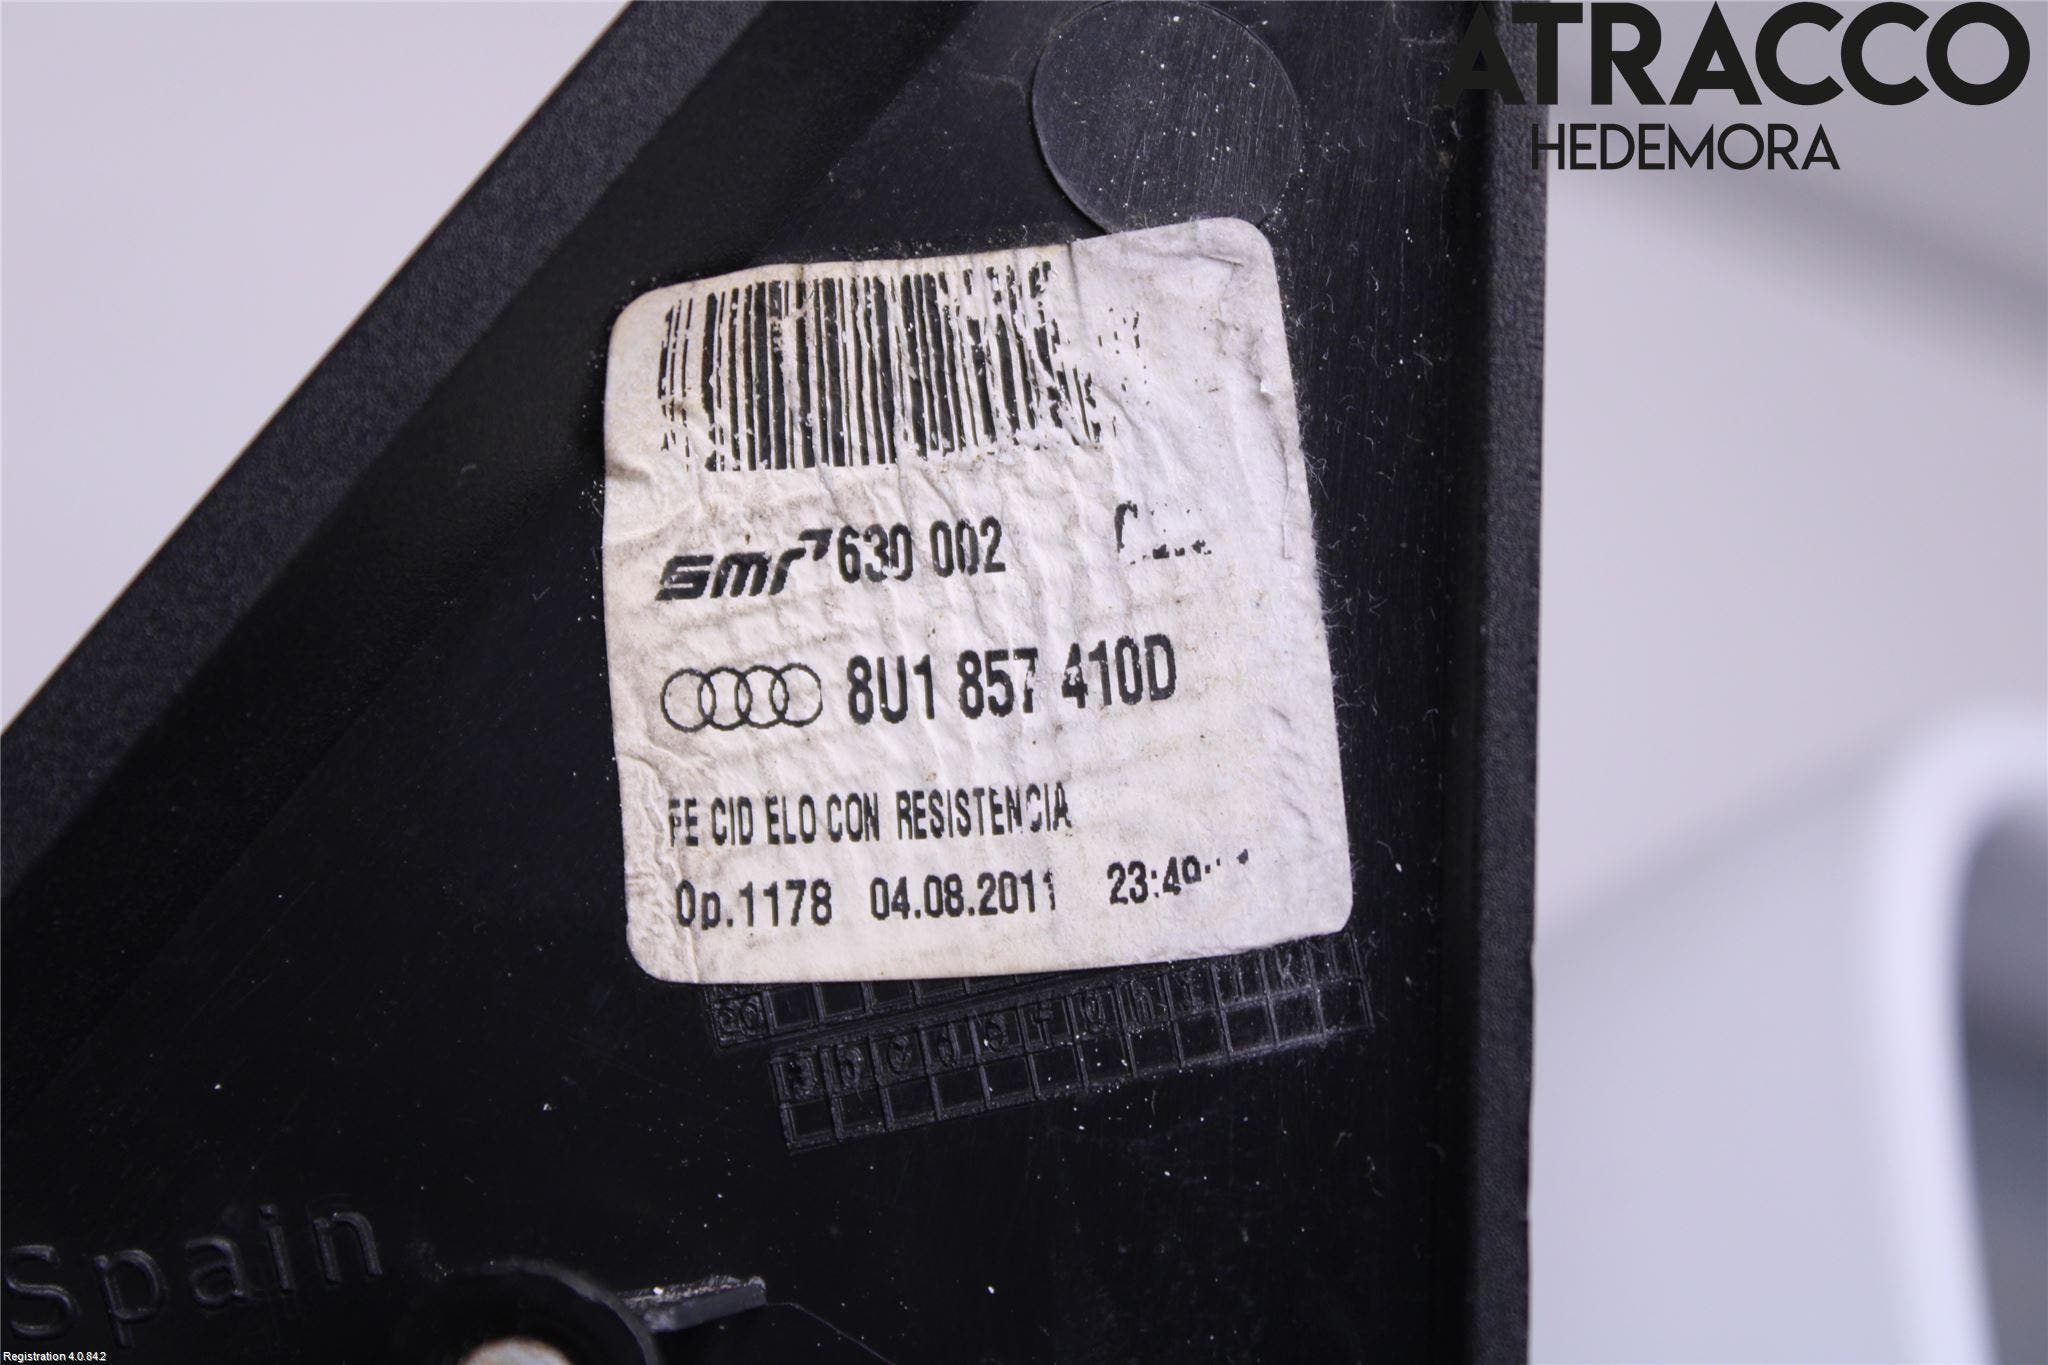 ATRACCO
HEDEMORA
smr 630 002
8U1 857 410D
CID ELO CON RESISTENCIA
Op.1178 04.08.2011
a b c d e f g h i j k l
Spain
Registration 4.0.84.2